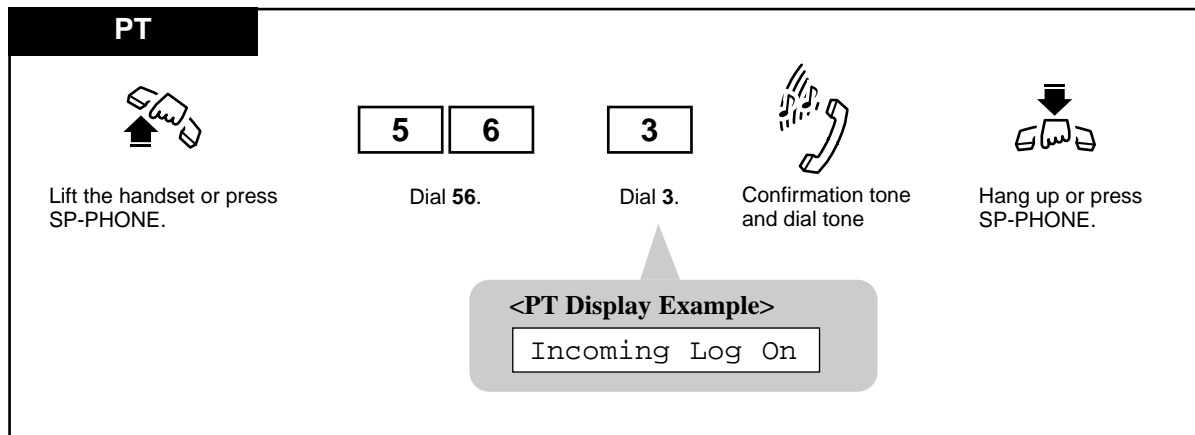 PT
5 6 3
Lift the handset or press
SP-PHONE.
Dial 56.
Dial 3.
Confirmation tone
and dial tone
Hang up or press
SP-PHONE.
<PT Display Example>
Incoming Log On